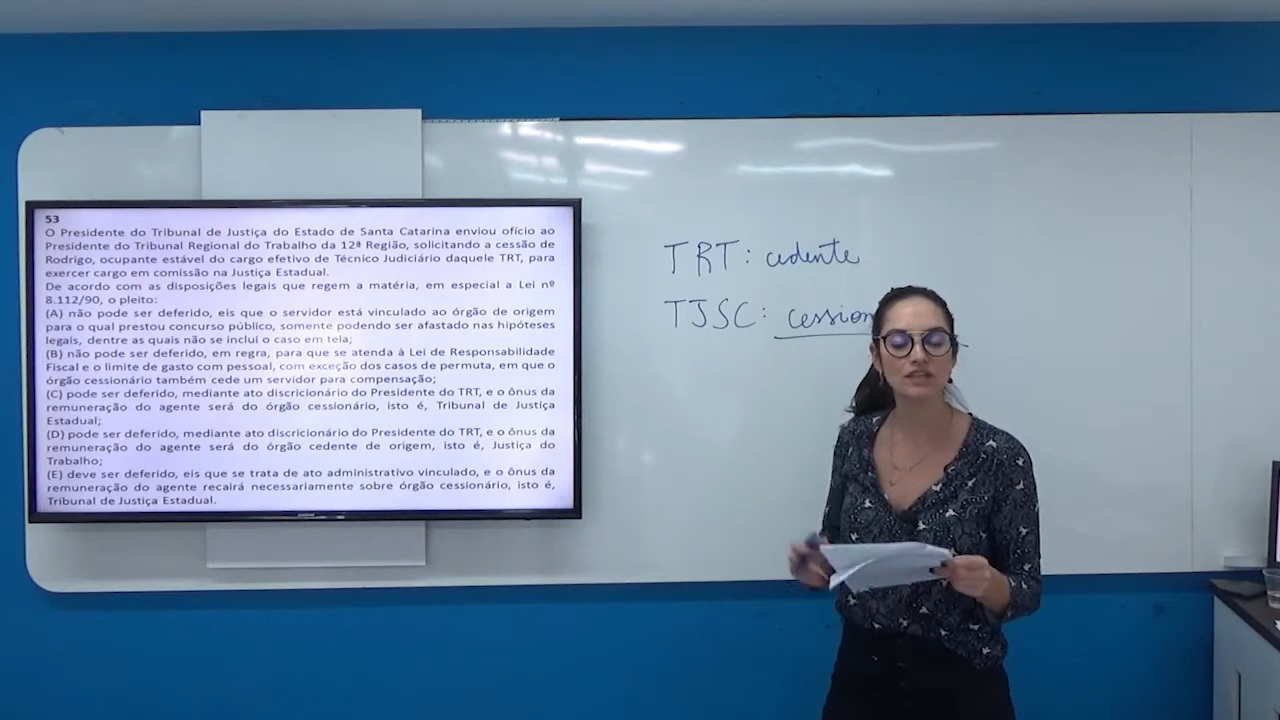 53
O Presidente do Tribunal de Justiça do Estado de Santa Catarina enviou ofício ao
Presidente do Tribunal Regional do Trabalho da 12ª Região, solicitando a cessão de
Rodrigo, ocupante estável do cargo efetivo de Técnico Judiciário daquele TRT, para
exercer cargo em comissão na Justiça Estadual.
De acordo com as disposições legais que regem a matéria, em especial a Lei nº
8.112/90, o pleito:
(A) não pode ser deferido, eis que o servidor está vinculado ao órgão de origem
para o qual prestou concurso público, somente podendo ser afastado nas hipóteses
legais, dentre as quais não se inclui o caso em tela;
(B) não pode ser deferido, em regra, para que se atenda à Lei de Responsabilidade
Fiscal e o limite de gasto com pessoal, com exceção dos casos de permuta, em que o
órgão cessionário também cede um servidor para compensação;
(C) pode ser deferido, mediante ato discricionário do Presidente do TRT, e o ônus da
remuneração do agente será do órgão cessionário, isto é, Tribunal de Justiça
Estadual;
(D) pode ser deferido, mediante ato discricionário do Presidente do TRT, e o ônus da
remuneração do agente será do órgão cedente de origem, isto é, Justiça do
Trabalho;
(E) deve ser deferido, eis que se trata de ato administrativo vinculado, e o ônus da
remuneração do agente recairá necessariamente sobre órgão cessionário, isto é,
Tribunal de Justiça Estadual.
TRT: cedente
TJSC: cession